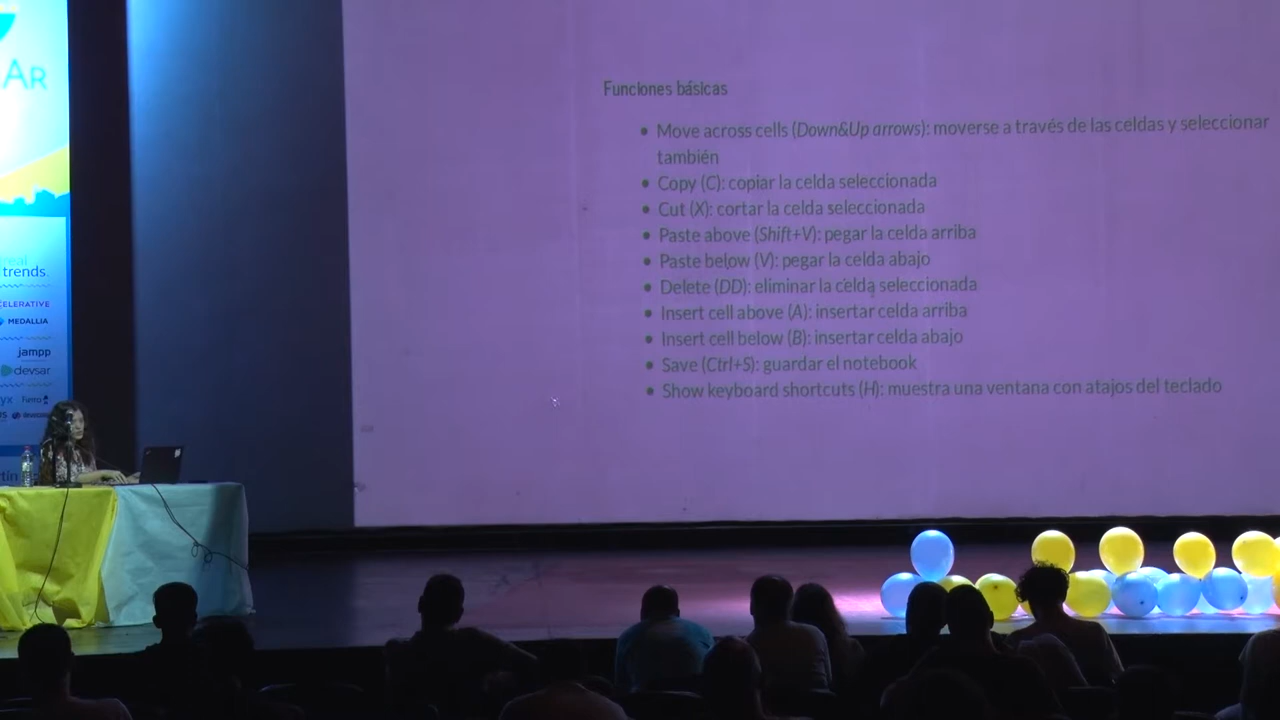 Ar
trends.
CELERATIVE
MEDALLIA
jampp
devsar
Funciones básicas
• Move across cells (Down&Up arrows): moverse a través de las celdas y seleccionar
también
• Copy (C): copiar la celda seleccionada
• Cut (X): cortar la celda seleccionada
• Paste above (Shift+V): pegar la celda arriba
• Paste below (V): pegar la celda abajo
• Delete (DD): eliminar la celda seleccionada
• Insert cell above (A): insertar celda arriba
• Insert cell below (B): insertar celda abajo
• Save (Ctrl+S): guardar el notebook
• Show keyboard shortcuts (H): muestra una ventana con atajos del teclado